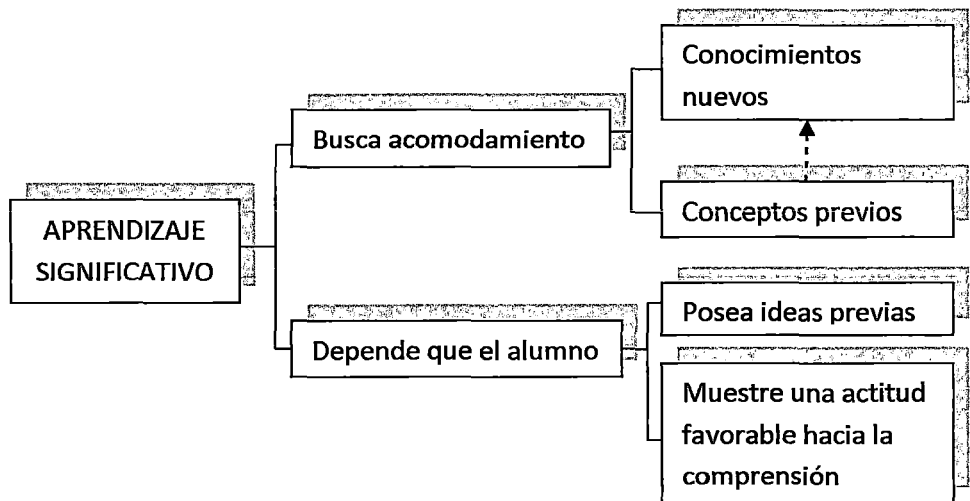 APRENDIZAJE
SIGNIFICATIVO
Busca acomodamiento
Conocimientos
nuevos
Conceptos previos
Depende que el alumno
Posea ideas previas
Muestre una actitud
favorable hacia la
comprensión